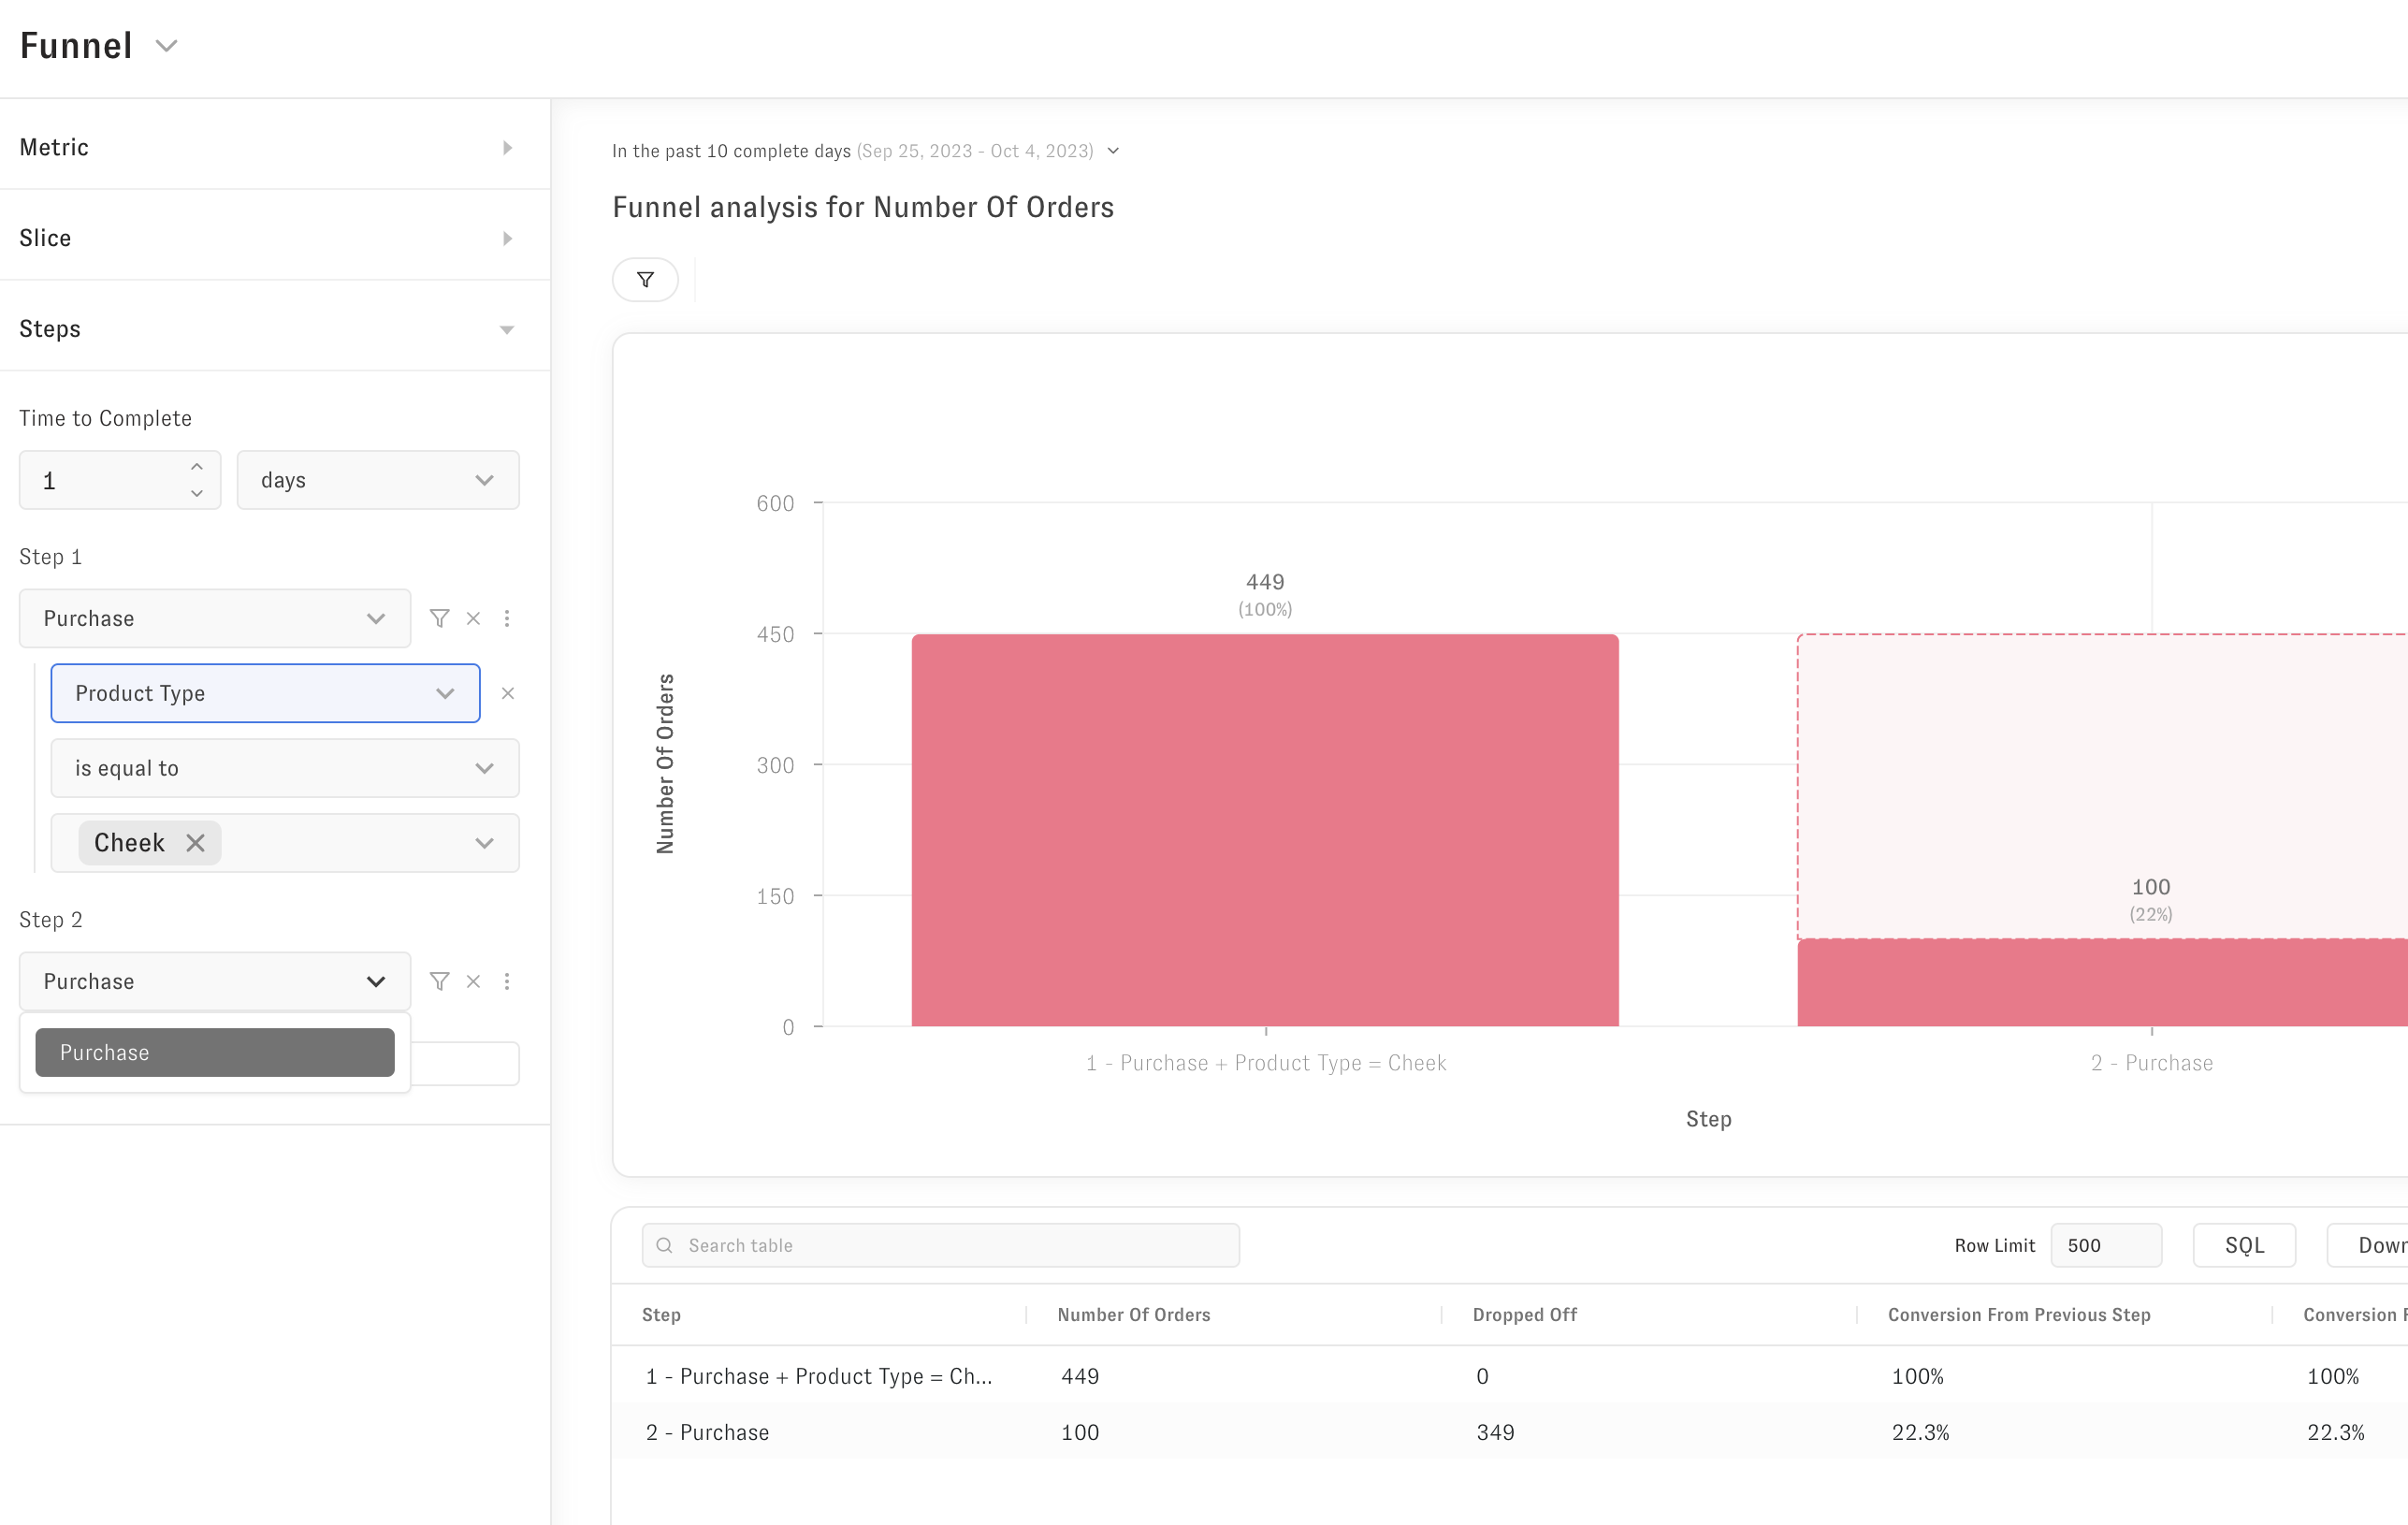 Funnel
Metric
Slice
Steps
Time to Complete
1
days
Step 1
Purchase
Product Type
is equal to
Cheek
Step 2
Purchase
Purchase
In the past 10 complete days (Sep 25, 2023 - Oct 4, 2023)
Funnel analysis for Number Of Orders
600
450
300
150
0
Number Of Orders
449
(100%)
100
(22%)
1 - Purchase + Product Type = Cheek
2 - Purchase
Step
Search table
Row Limit
500
SQL
Down
Step
Number Of Orders
Dropped Off
Conversion From Previous Step
Conversion
1 - Purchase + Product Type = Ch...
449
0
100%
100%
2 - Purchase
100
349
22.3%
22.3%